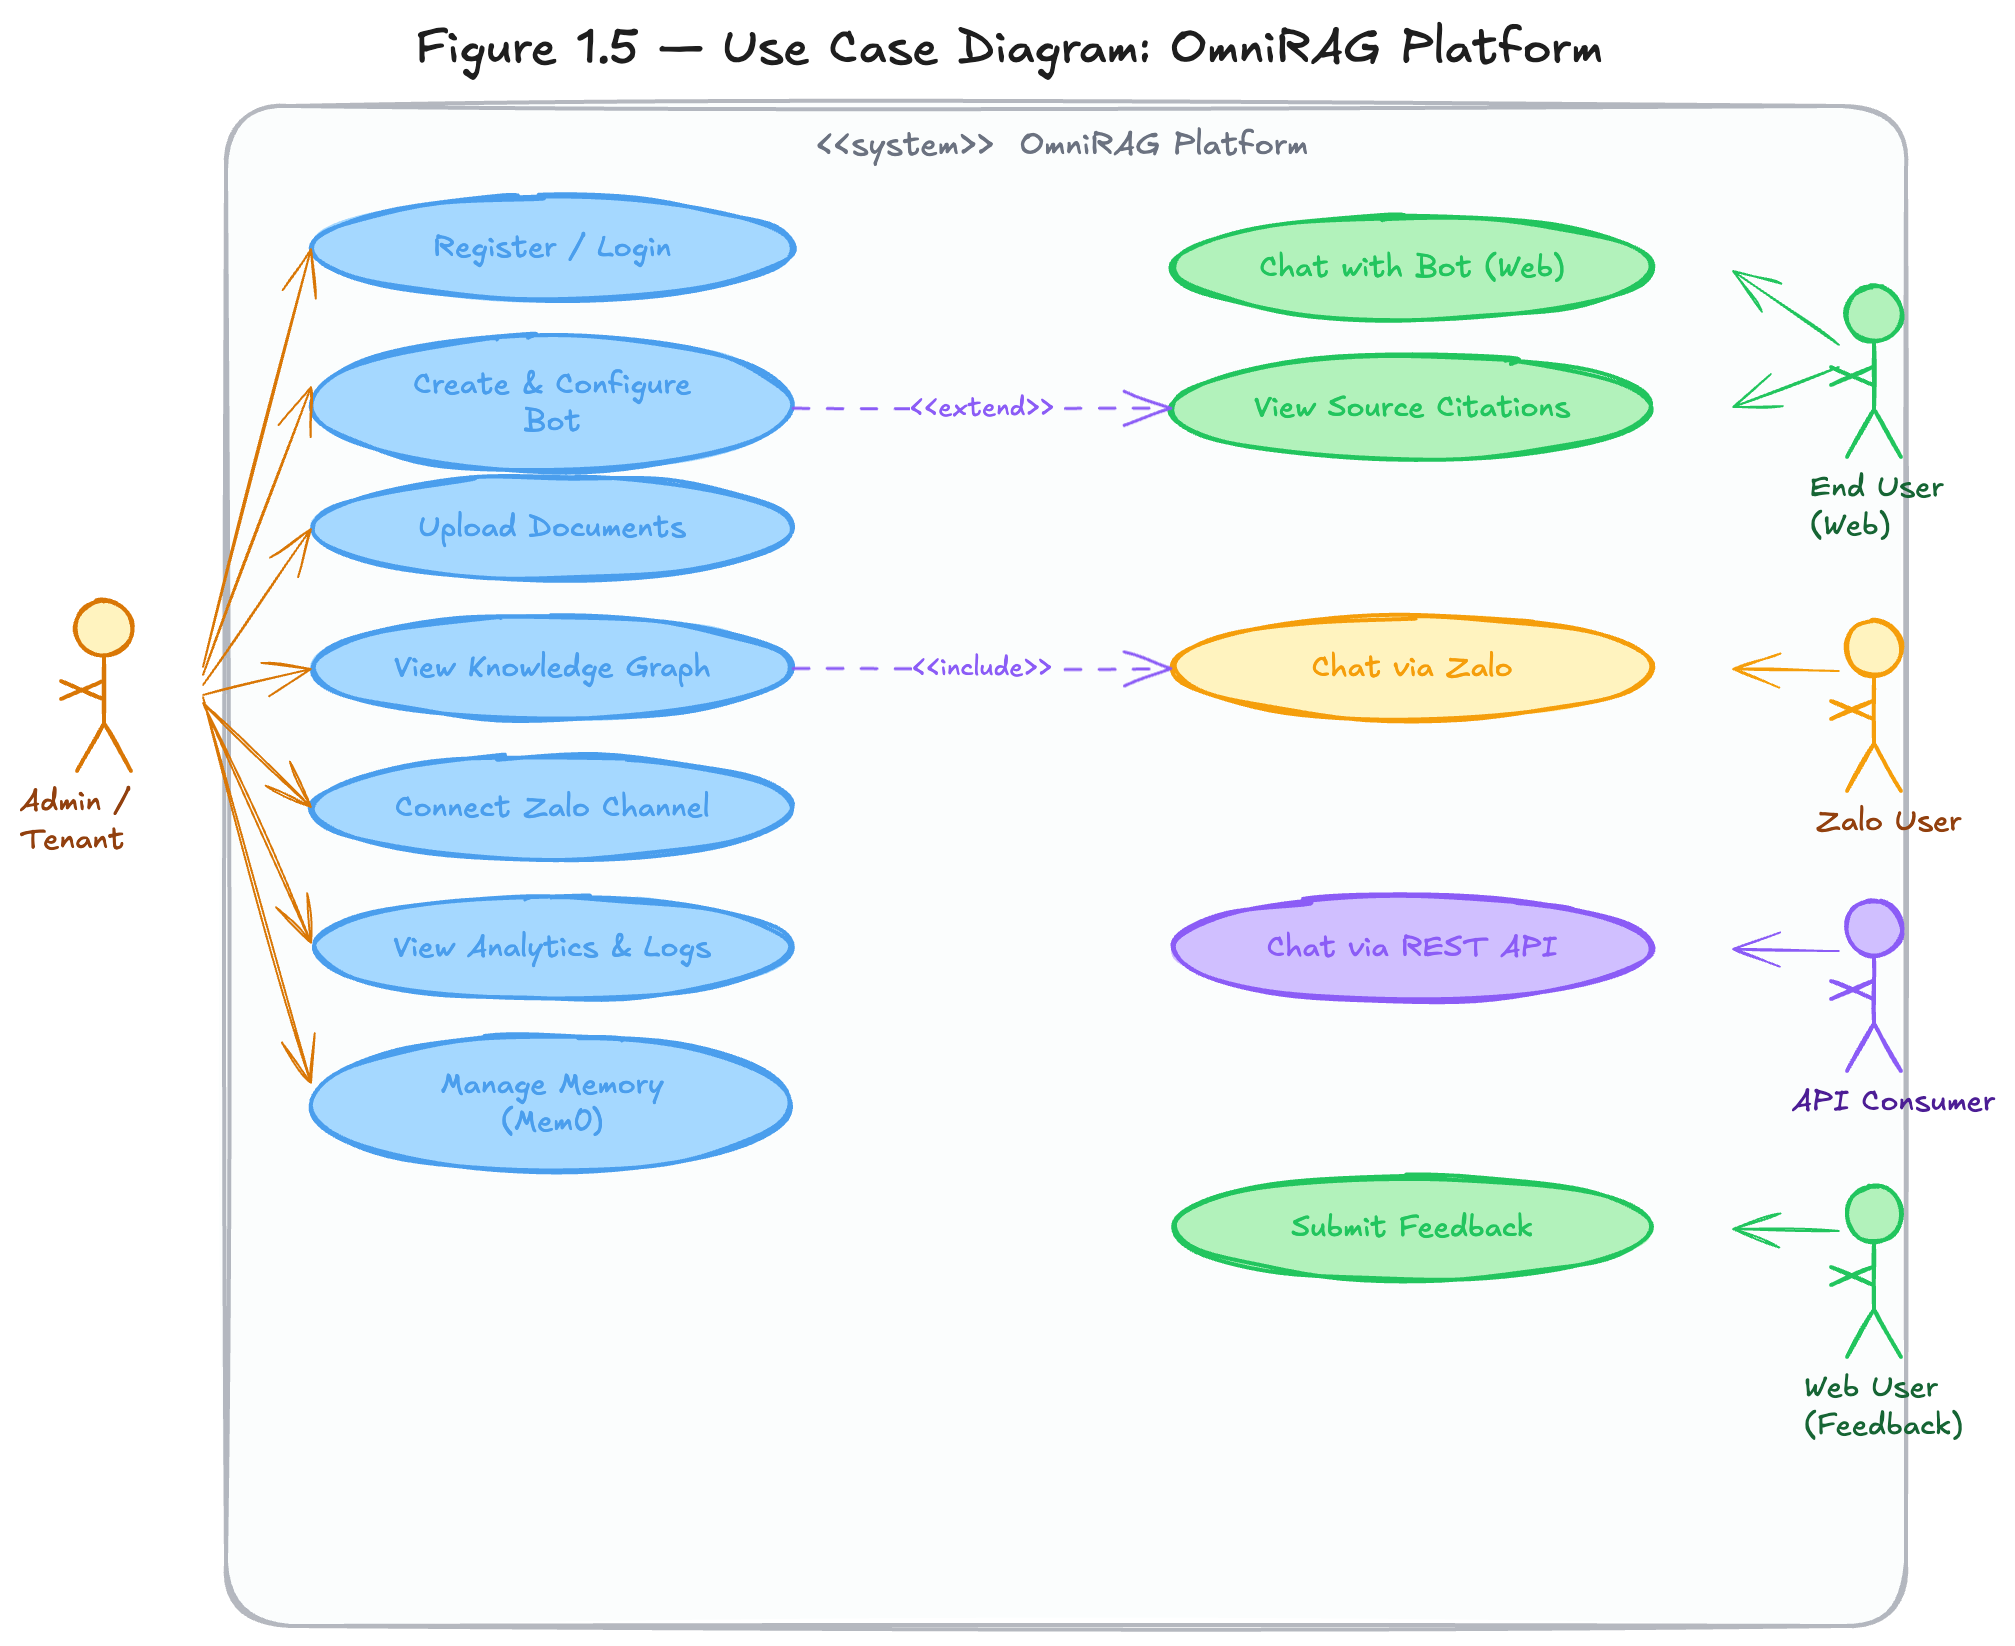 Figure 1.5 — Use Case Diagram: OmniRAG Platform
<<system>> OmniRAG Platform
Register / Login
Chat with Bot (Web)
Create & Configure
Bot
<<extend>>
View Source Citations
End User
(Web)
Upload Documents
View Knowledge Graph
<<include>>
Chat via Zalo
Zalo User
Admin /
Tenant
Connect Zalo Channel
View Analytics & Logs
Chat via REST API
API Consumer
Manage Memory
(Mem0)
Submit Feedback
Web User
(Feedback)